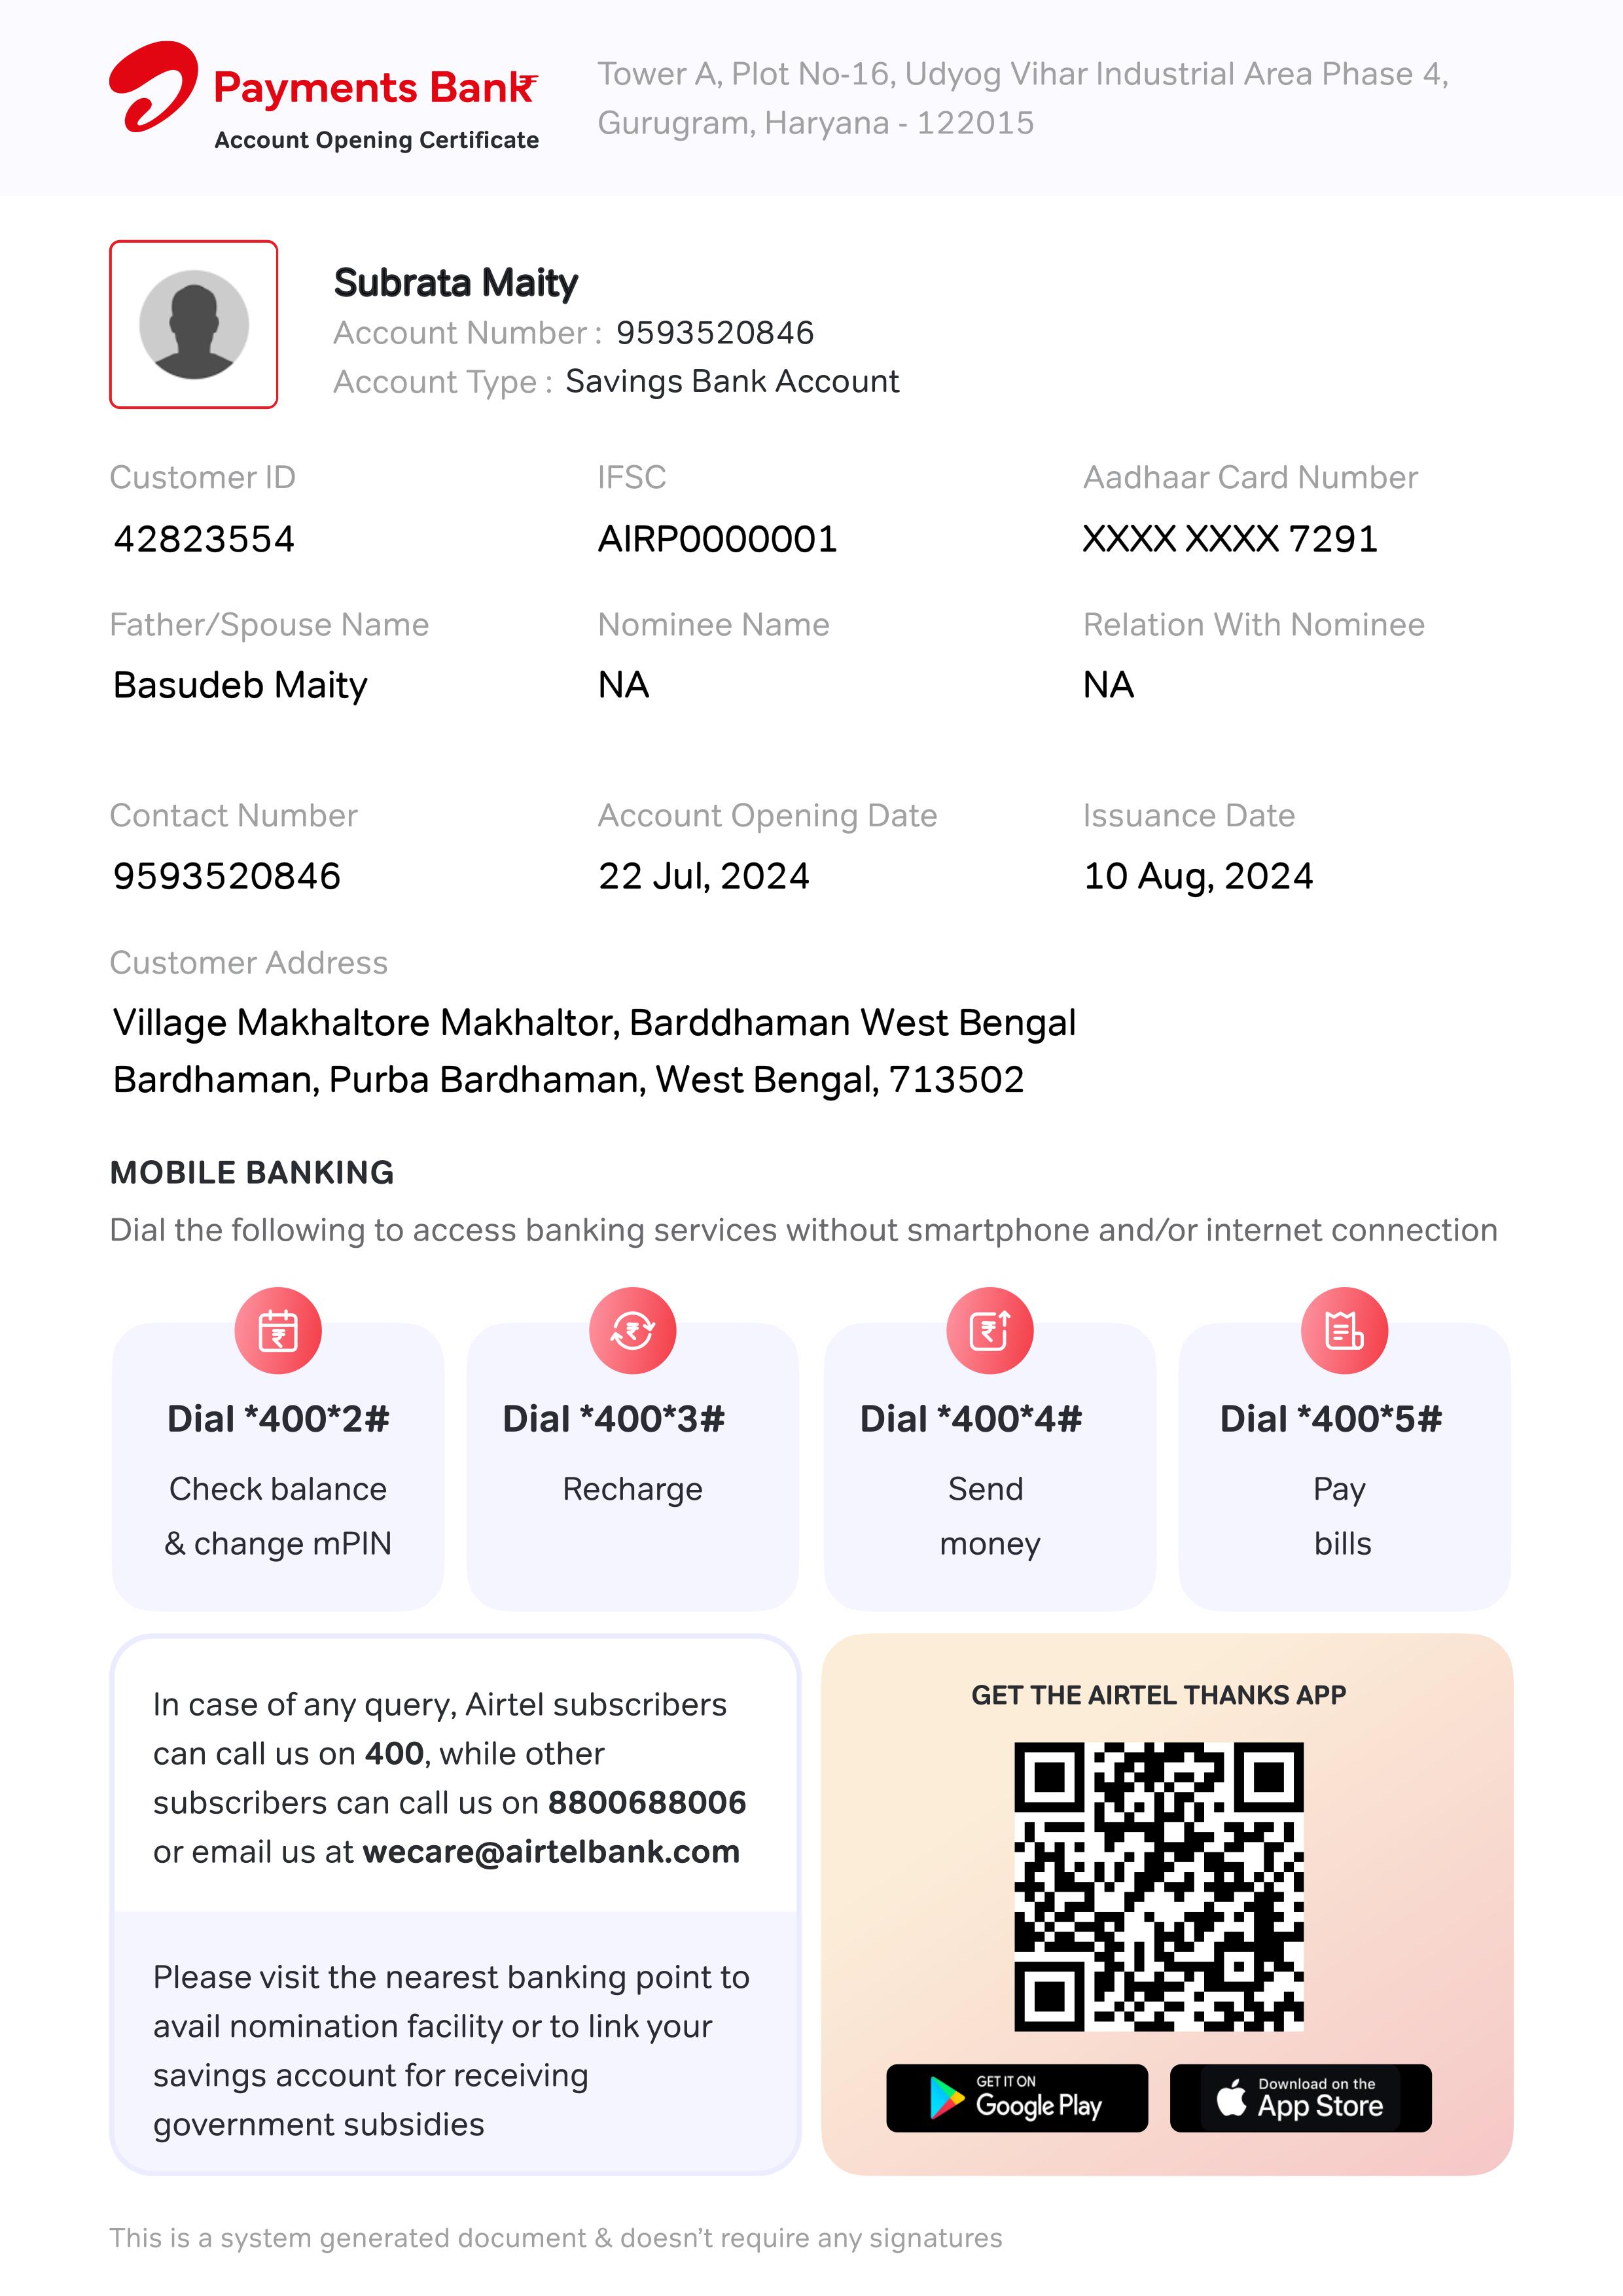 Payments Bank
Account Opening Certificate
Tower A, Plot No-16, Udyog Vihar Industrial Area Phase 4,
Gurugram, Haryana - 122015
Subrata Maity
Account Number : 9593520846
Account Type : Savings Bank Account
Customer ID
42823554
IFSC
AIRP0000001
Aadhaar Card Number
XXXX XXXX 7291
Father/Spouse Name
Basudeb Maity
Nominee Name
NA
Relation With Nominee
NA
Contact Number
9593520846
Account Opening Date
22 Jul, 2024
Issuance Date
10 Aug, 2024
Customer Address
Village Makhaltore Makhaltor, Barddhaman West Bengal
Bardhaman, Purba Bardhaman, West Bengal, 713502
MOBILE BANKING
Dial the following to access banking services without smartphone and/or internet connection
Dial *400*2#
Check balance
& change mPIN
Dial *400*3#
Recharge
Dial *400*4#
Send
money
Dial *400*5#
Pay
bills
In case of any query, Airtel subscribers
can call us on 400, while other
subscribers can call us on 8800688006
or email us at wecare@airtelbank.com
Please visit the nearest banking point to
avail nomination facility or to link your
savings account for receiving
government subsidies
GET THE AIRTEL THANKS APP
GET IT ON
Google Play
Download on the
App Store
This is a system generated document & doesn't require any signatures